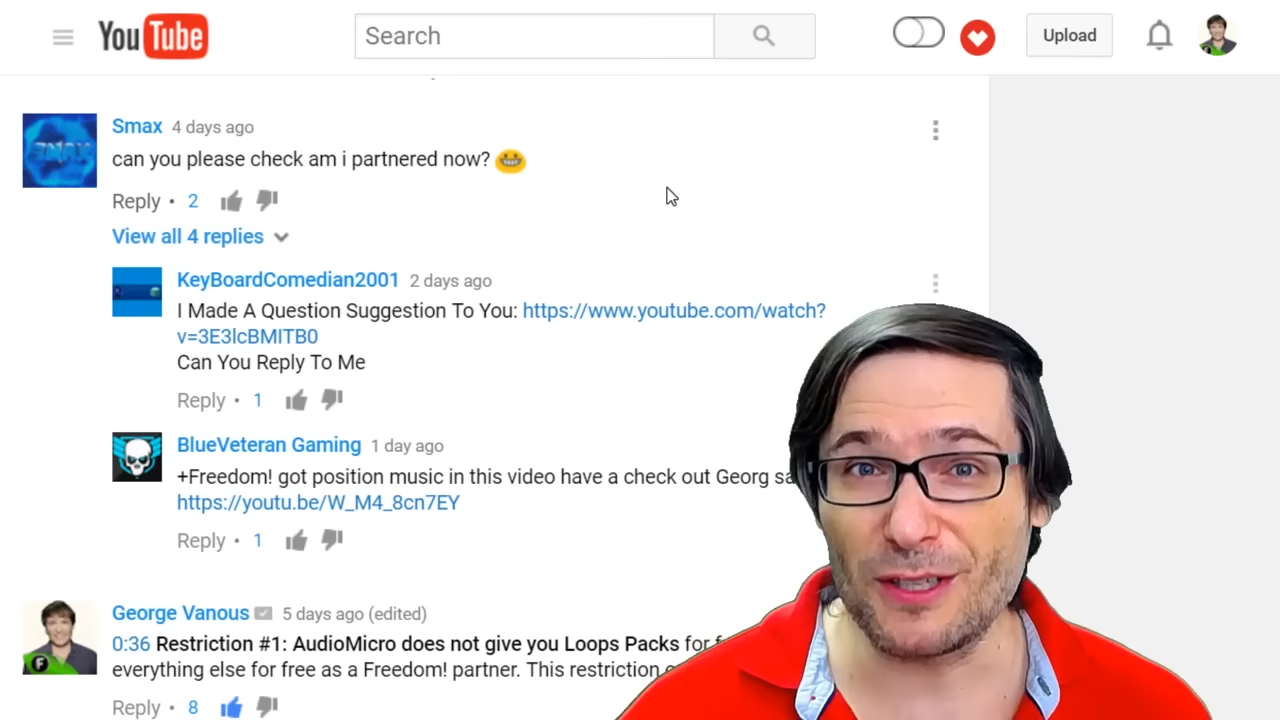 YouTube
Search
Upload
Smax 4 days ago
can you please check am i partnered now?
Reply • 2
View all 4 replies
KeyBoardComedian2001 2 days ago
I Made A Question Suggestion To You: https://www.youtube.com/watch?
v=3E3lcBMlTB0
Can You Reply To Me
Reply • 1
BlueVeteran Gaming 1 day ago
+Freedom! got position music in this video have a check out Georg sa
https://youtu.be/W_M4_8cn7EY
Reply • 1
George Vanous 5 days ago (edited)
0:36 Restriction #1: AudioMicro does not give you Loops Packs for f
everything else for free as a Freedom! partner. This restriction
Reply • 8